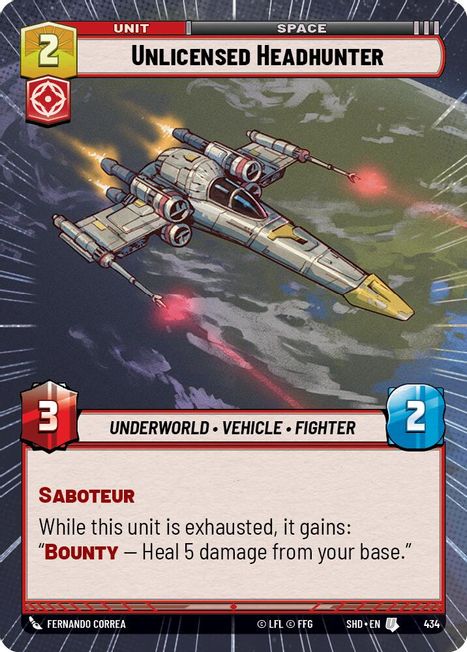 UNIT
SPACE
2
UNLICENSED HEADHUNTER
3
UNDERWORLD • VEHICLE • FIGHTER
2
SABOTEUR
While this unit is exhausted, it gains:
“BOUNTY — Heal 5 damage from your base.”
FERNANDO CORREA
© LFL © FFG
SHD • EN
434